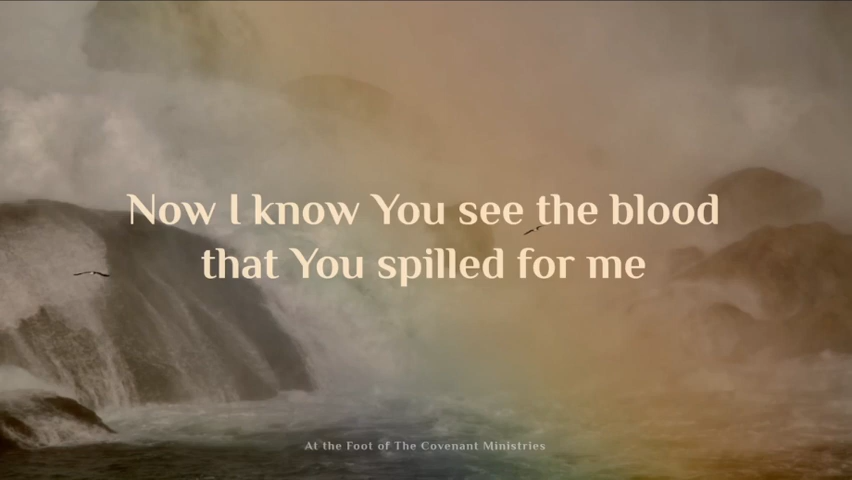 Now I know You see the blood
that You spilled for me
At the Foot of The Covenant Ministries